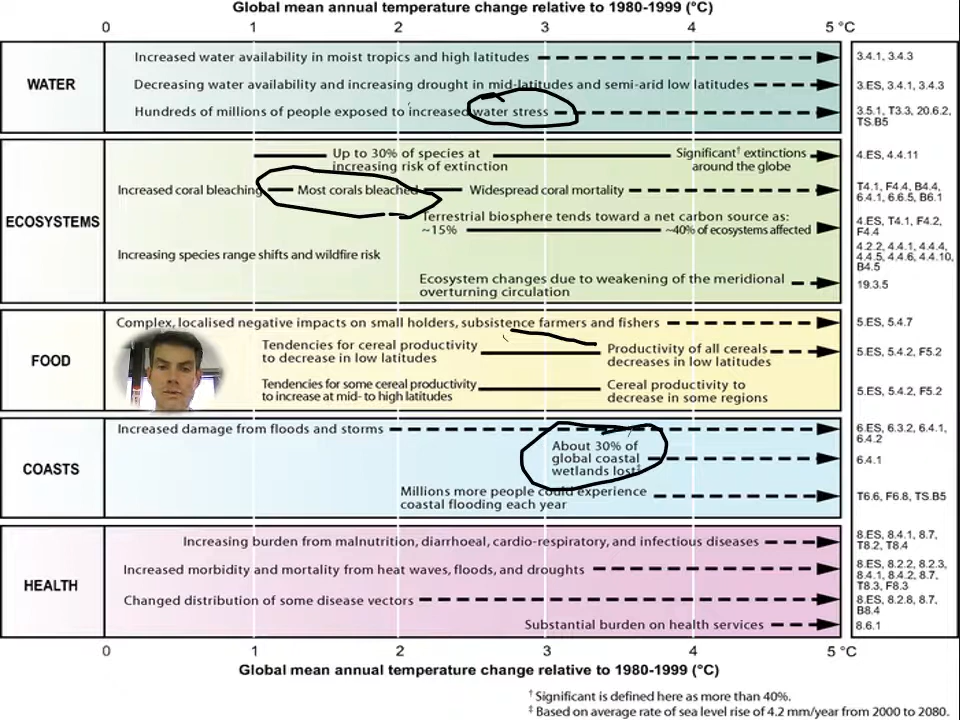 Global mean annual temperature change relative to 1980-1999 (°C)
0 1 2 3 4 5 °C
WATER
Increased water availability in moist tropics and high latitudes
3.4.1, 3.4.3
Decreasing water availability and increasing drought in mid-latitudes and semi-arid low latitudes
3.ES, 3.4.1, 3.4.3
Hundreds of millions of people exposed to increased water stress
3.5.1, T3.3, 20.6.2,
TS.B5
ECOSYSTEMS
Up to 30% of species at
increasing risk of extinction
Significant† extinctions
around the globe
4.ES, 4.4.11
Increased coral bleaching
Most corals bleached
Widespread coral mortality
T4.1, F4.4, B4.4,
6.4.1, 6.6.5, B6.1
Terrestrial biosphere tends toward a net carbon source as:
~15%
~40% of ecosystems affected
4.ES, T4.1, F4.2,
F4.4
Increasing species range shifts and wildfire risk
4.2.2, 4.4.1, 4.4.4,
4.4.5, 4.4.6, 4.4.10,
B4.5
Ecosystem changes due to weakening of the meridional
overturning circulation
19.3.5
FOOD
Complex, localised negative impacts on small holders, subsistence farmers and fishers
5.ES, 5.4.7
Tendencies for cereal productivity
to decrease in low latitudes
Productivity of all cereals
decreases in low latitudes
5.ES, 5.4.2, F5.2
Tendencies for some cereal productivity
to increase at mid- to high latitudes
Cereal productivity to
decrease in some regions
5.ES, 5.4.2, F5.2
COASTS
Increased damage from floods and storms
6.ES, 6.3.2, 6.4.1,
6.4.2
About 30% of
global coastal
wetlands lost‡
6.4.1
Millions more people could experience
coastal flooding each year
T6.6, F6.8, TS.B5
HEALTH
Increasing burden from malnutrition, diarrhoeal, cardio-respiratory, and infectious diseases
8.ES, 8.4.1, 8.7,
T8.2, T8.4
Increased morbidity and mortality from heat waves, floods, and droughts
8.ES, 8.2.2, 8.2.3,
8.4.1, 8.4.2, 8.7,
T8.3, F8.3
Changed distribution of some disease vectors
8.ES, 8.2.8, 8.7,
B8.4
Substantial burden on health services
8.6.1
0 1 2 3 4 5 °C
Global mean annual temperature change relative to 1980-1999 (°C)
† Significant is defined here as more than 40%.
‡ Based on average rate of sea level rise of 4.2 mm/year from 2000 to 2080.